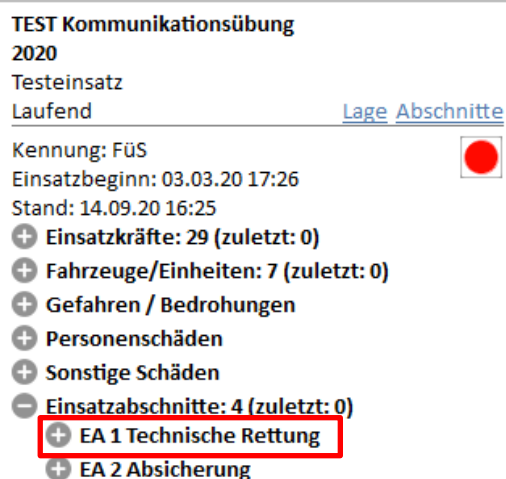 TEST Kommunikationsübung
2020
Testeinsatz
Laufend Lage Abschnitte
Kennung: FüS
Einsatzbeginn: 03.03.20 17:26
Stand: 14.09.20 16:25
Einsatzkräfte: 29 (zuletzt: 0)
Fahrzeuge/Einheiten: 7 (zuletzt: 0)
Gefahren / Bedrohungen
Personenschäden
Sonstige Schäden
Einsatzabschnitte: 4 (zuletzt: 0)
EA 1 Technische Rettung
EA 2 Absicherung